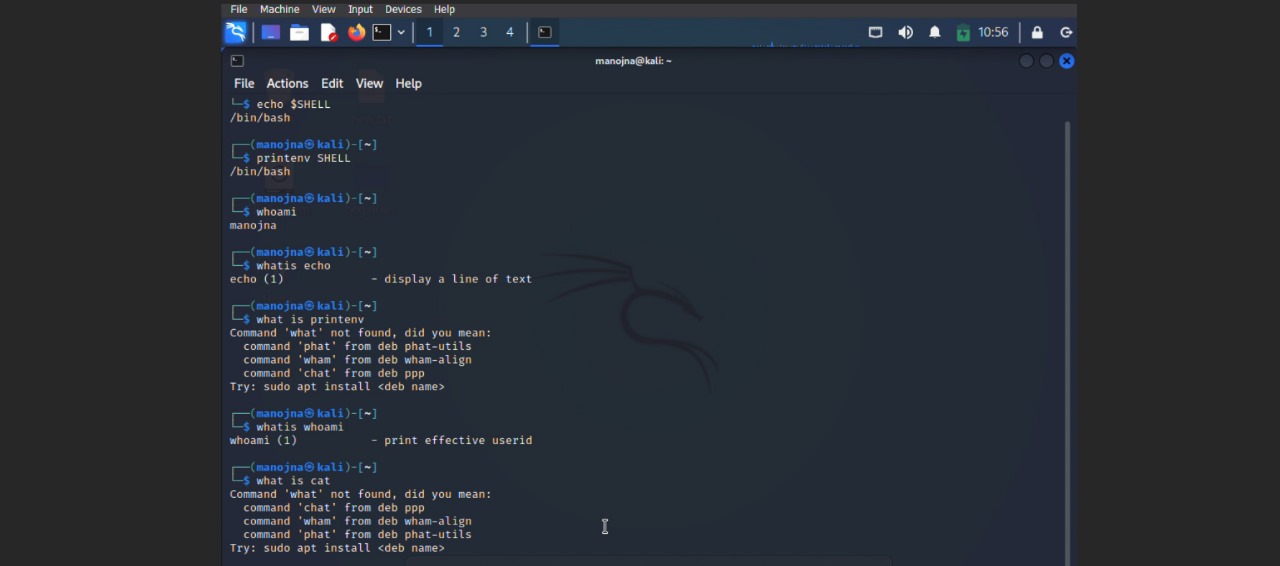 File Machine View Input Devices Help
1 2 3 4 10:56
manojna@kali: ~
File Actions Edit View Help
└─$ echo $SHELL
/bin/bash
┌──(manojna㉿kali)-[~]
└─$ printenv SHELL
/bin/bash
┌──(manojna㉿kali)-[~]
└─$ whoami
manojna
┌──(manojna㉿kali)-[~]
└─$ whatis echo
echo (1)             - display a line of text
┌──(manojna㉿kali)-[~]
└─$ what is printenv
Command 'what' not found, did you mean:
  command 'phat' from deb phat-utils
  command 'wham' from deb wham-align
  command 'chat' from deb ppp
Try: sudo apt install <deb name>
┌──(manojna㉿kali)-[~]
└─$ whatis whoami
whoami (1)           - print effective userid
┌──(manojna㉿kali)-[~]
└─$ what is cat
Command 'what' not found, did you mean:
  command 'chat' from deb ppp
  command 'wham' from deb wham-align
  command 'phat' from deb phat-utils
Try: sudo apt install <deb name>